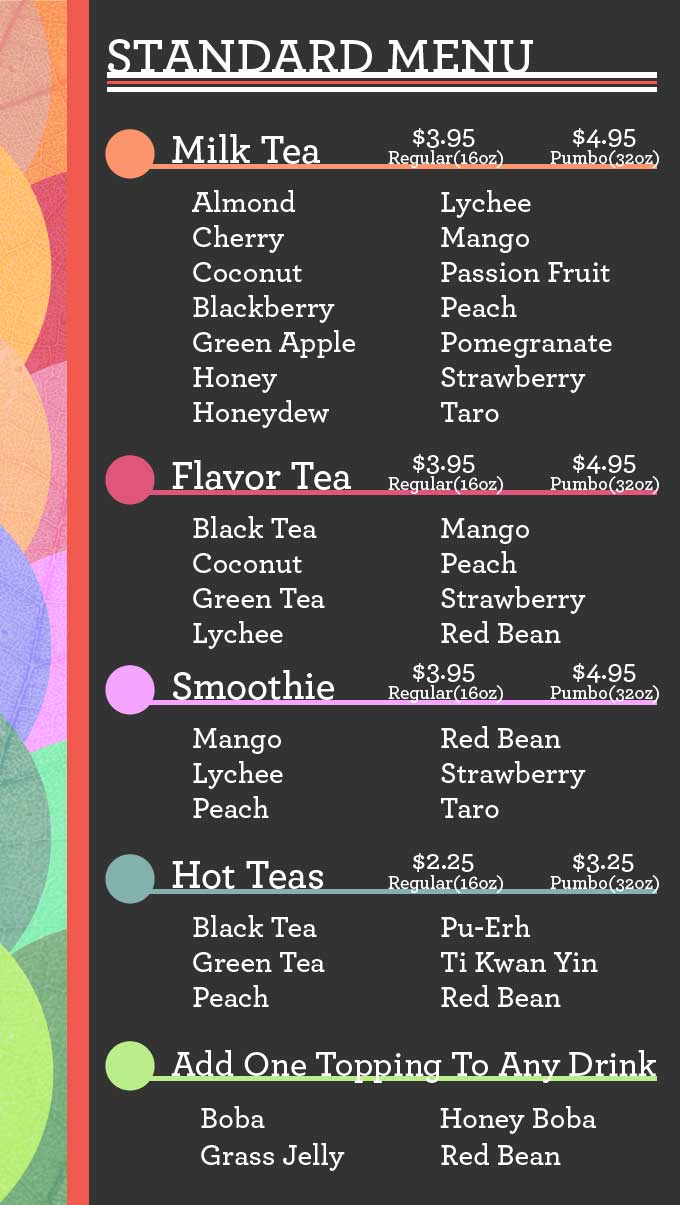 STANDARD MENU
Milk Tea $3.95 $4.95
Regular(16oz) Pumbo(32oz)
Almond Lychee
Cherry Mango
Coconut Passion Fruit
Blackberry Peach
Green Apple Pomegranate
Honey Strawberry
Honeydew Taro
Flavor Tea $3.95 $4.95
Regular(16oz) Pumbo(32oz)
Black Tea Mango
Coconut Peach
Green Tea Strawberry
Lychee Red Bean
Smoothie $3.95 $4.95
Regular(16oz) Pumbo(32oz)
Mango Red Bean
Lychee Strawberry
Peach Taro
Hot Teas $2.25 $3.25
Regular(16oz) Pumbo(32oz)
Black Tea Pu-Erh
Green Tea Ti Kwan Yin
Peach Red Bean
Add One Topping To Any Drink
Boba Honey Boba
Grass Jelly Red Bean